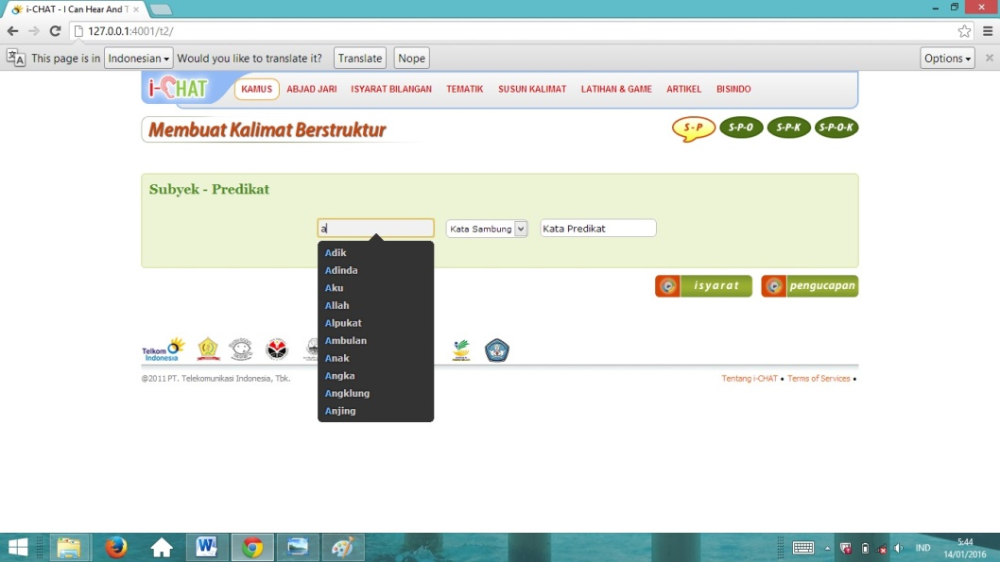 i-CHAT - I Can Hear And T
127.0.0.1:4001/t2/
This page is in Indonesian Would you like to translate it? Translate Nope Options
i-CHAT KAMUS ABJAD JARI ISYARAT BILANGAN TEMATIK SUSUN KALIMAT LATIHAN & GAME ARTIKEL BISINDO
Membuat Kalimat Berstruktur S-P S-P-O S-P-K S-P-O-K
Subyek - Predikat
a Kata Sambung Kata Predikat
Adik
Adinda
Aku
Allah
Alpukat
Ambulan
Anak
Angka
Angklung
Anjing
isyarat pengucapan
Telkom
Indonesia
@2011 PT. Telekomunikasi Indonesia, Tbk. Tentang i-CHAT • Terms of Services •
IND 5:44
14/01/2016